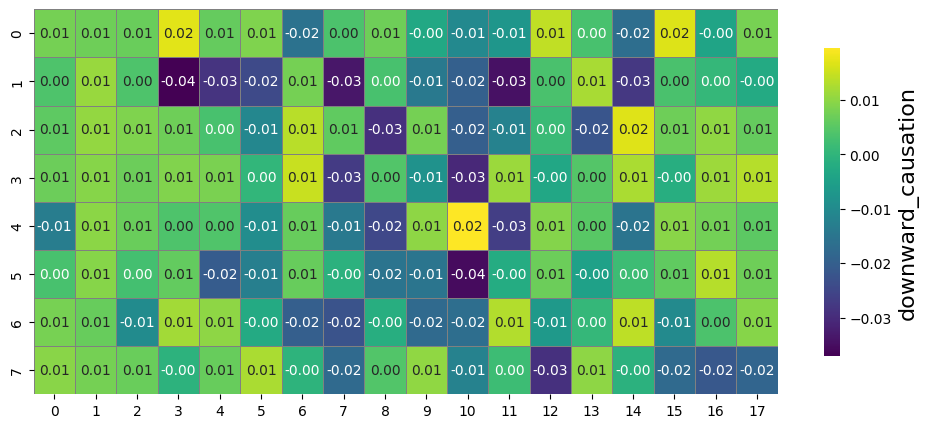 0 0.01 0.01 0.01 0.02 0.01 0.01 -0.02 0.00 0.01 -0.00 -0.01 -0.01 0.01 0.00 -0.02 0.02 -0.00 0.01
1 0.00 0.01 0.00 -0.04 -0.03 -0.02 0.01 -0.03 0.00 -0.01 -0.02 -0.03 0.00 0.01 -0.03 0.00 0.00 -0.00
2 0.01 0.01 0.01 0.01 0.00 -0.01 0.01 0.01 -0.03 0.01 -0.02 -0.01 0.00 -0.02 0.02 0.01 0.01 0.01
3 0.01 0.01 0.01 0.01 0.01 0.00 0.01 -0.03 0.00 -0.01 -0.03 0.01 -0.00 0.00 0.01 -0.00 0.01 0.01
4 -0.01 0.01 0.01 0.00 0.00 -0.01 0.01 -0.01 -0.02 0.01 0.02 -0.03 0.01 0.00 -0.02 0.01 0.01 0.01
5 0.00 0.01 0.00 0.01 -0.02 -0.01 0.01 -0.00 -0.02 -0.01 -0.04 -0.00 0.01 -0.00 0.00 0.01 0.01 0.01
6 0.01 0.01 -0.01 0.01 0.01 -0.00 -0.02 -0.02 -0.00 -0.02 -0.02 0.01 -0.01 0.00 0.01 -0.01 0.00 0.01
7 0.01 0.01 0.01 -0.00 0.01 0.01 -0.00 -0.02 0.00 0.01 -0.01 0.00 -0.03 0.01 -0.00 -0.02 -0.02 -0.02
0 1 2 3 4 5 6 7 8 9 10 11 12 13 14 15 16 17
0.01
0.00
−0.01
−0.02
−0.03
downward_causation